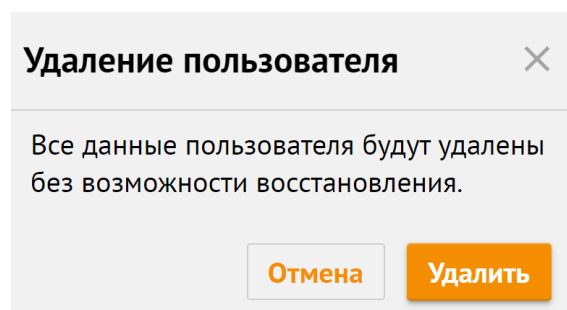 Удаление пользователя
Все данные пользователя будут удалены
без возможности восстановления.
Отмена
Удалить